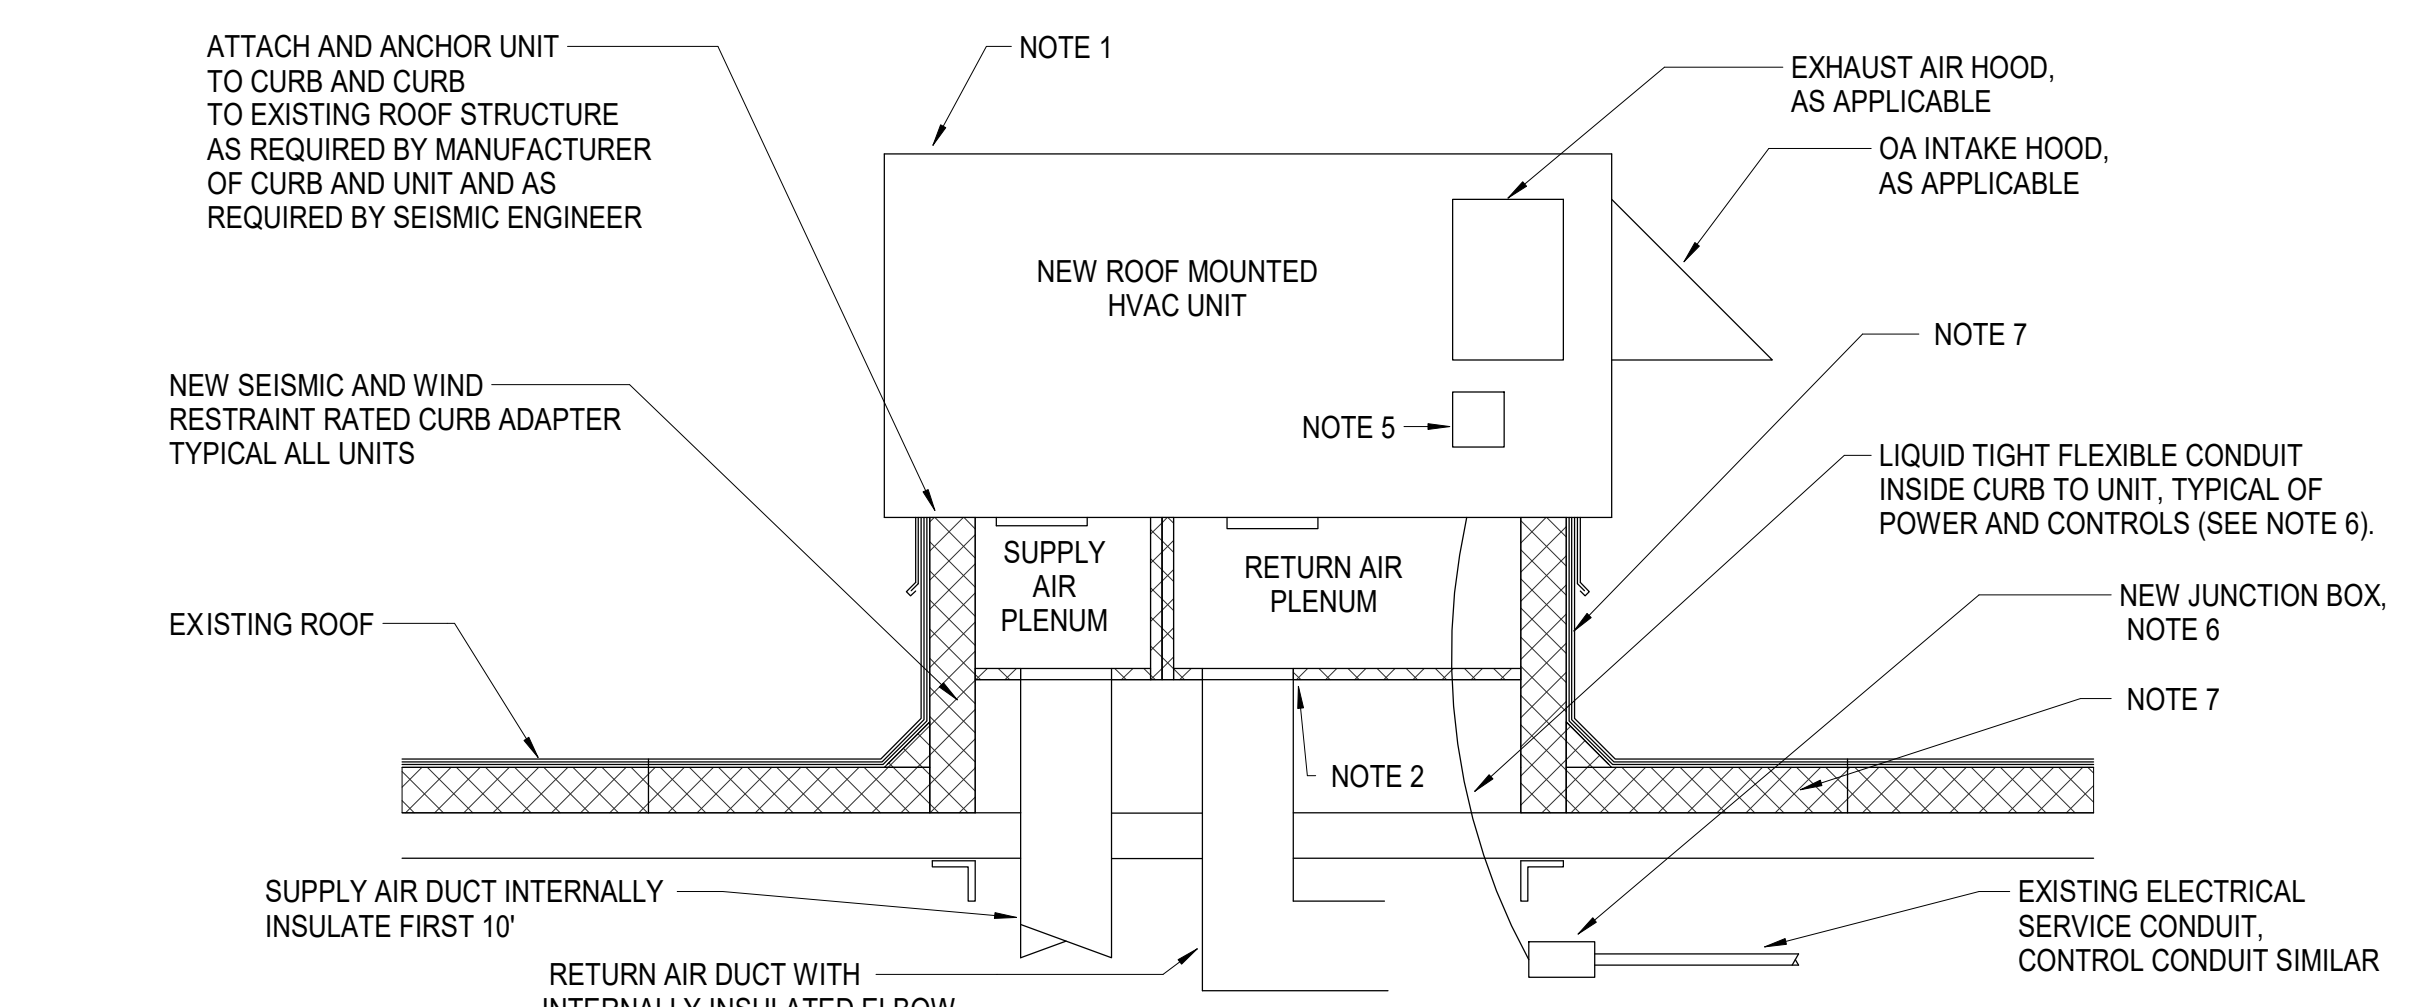 ATTACH AND ANCHOR UNIT
TO CURB AND CURB
TO EXISTING ROOF STRUCTURE
AS REQUIRED BY MANUFACTURER
OF CURB AND UNIT AND AS
REQUIRED BY SEISMIC ENGINEER
NOTE 1
EXHAUST AIR HOOD,
AS APPLICABLE
OA INTAKE HOOD,
AS APPLICABLE
NEW ROOF MOUNTED
HVAC UNIT
NOTE 7
NEW SEISMIC AND WIND
RESTRAINT RATED CURB ADAPTER
TYPICAL ALL UNITS
NOTE 5
LIQUID TIGHT FLEXIBLE CONDUIT
INSIDE CURB TO UNIT, TYPICAL OF
POWER AND CONTROLS (SEE NOTE 6).
SUPPLY
AIR
PLENUM
RETURN AIR
PLENUM
EXISTING ROOF
NEW JUNCTION BOX,
NOTE 6
NOTE 7
NOTE 2
SUPPLY AIR DUCT INTERNALLY
INSULATE FIRST 10'
EXISTING ELECTRICAL
SERVICE CONDUIT,
CONTROL CONDUIT SIMILAR
RETURN AIR DUCT WITH
INTERNALLY INSULATED ELBOW